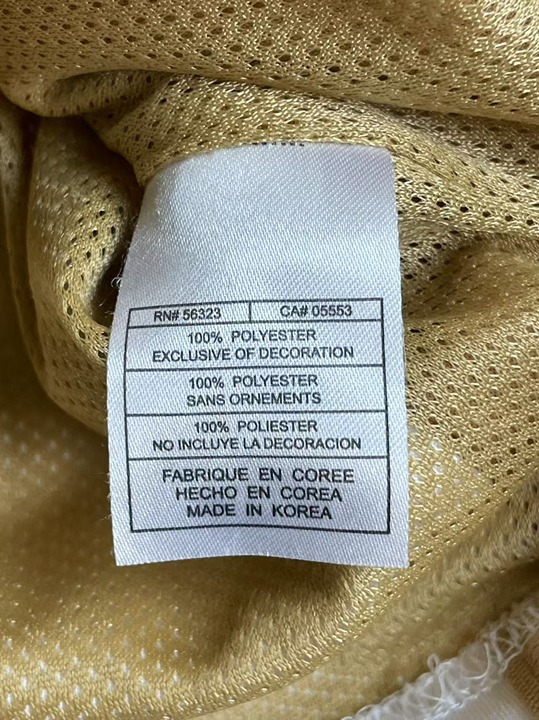 RN# 56323 CA# 05553
100% POLYESTER
EXCLUSIVE OF DECORATION
100% POLYESTER
SANS ORNEMENTS
100% POLIESTER
NO INCLUYE LA DECORACION
FABRIQUE EN COREE
HECHO EN COREA
MADE IN KOREA